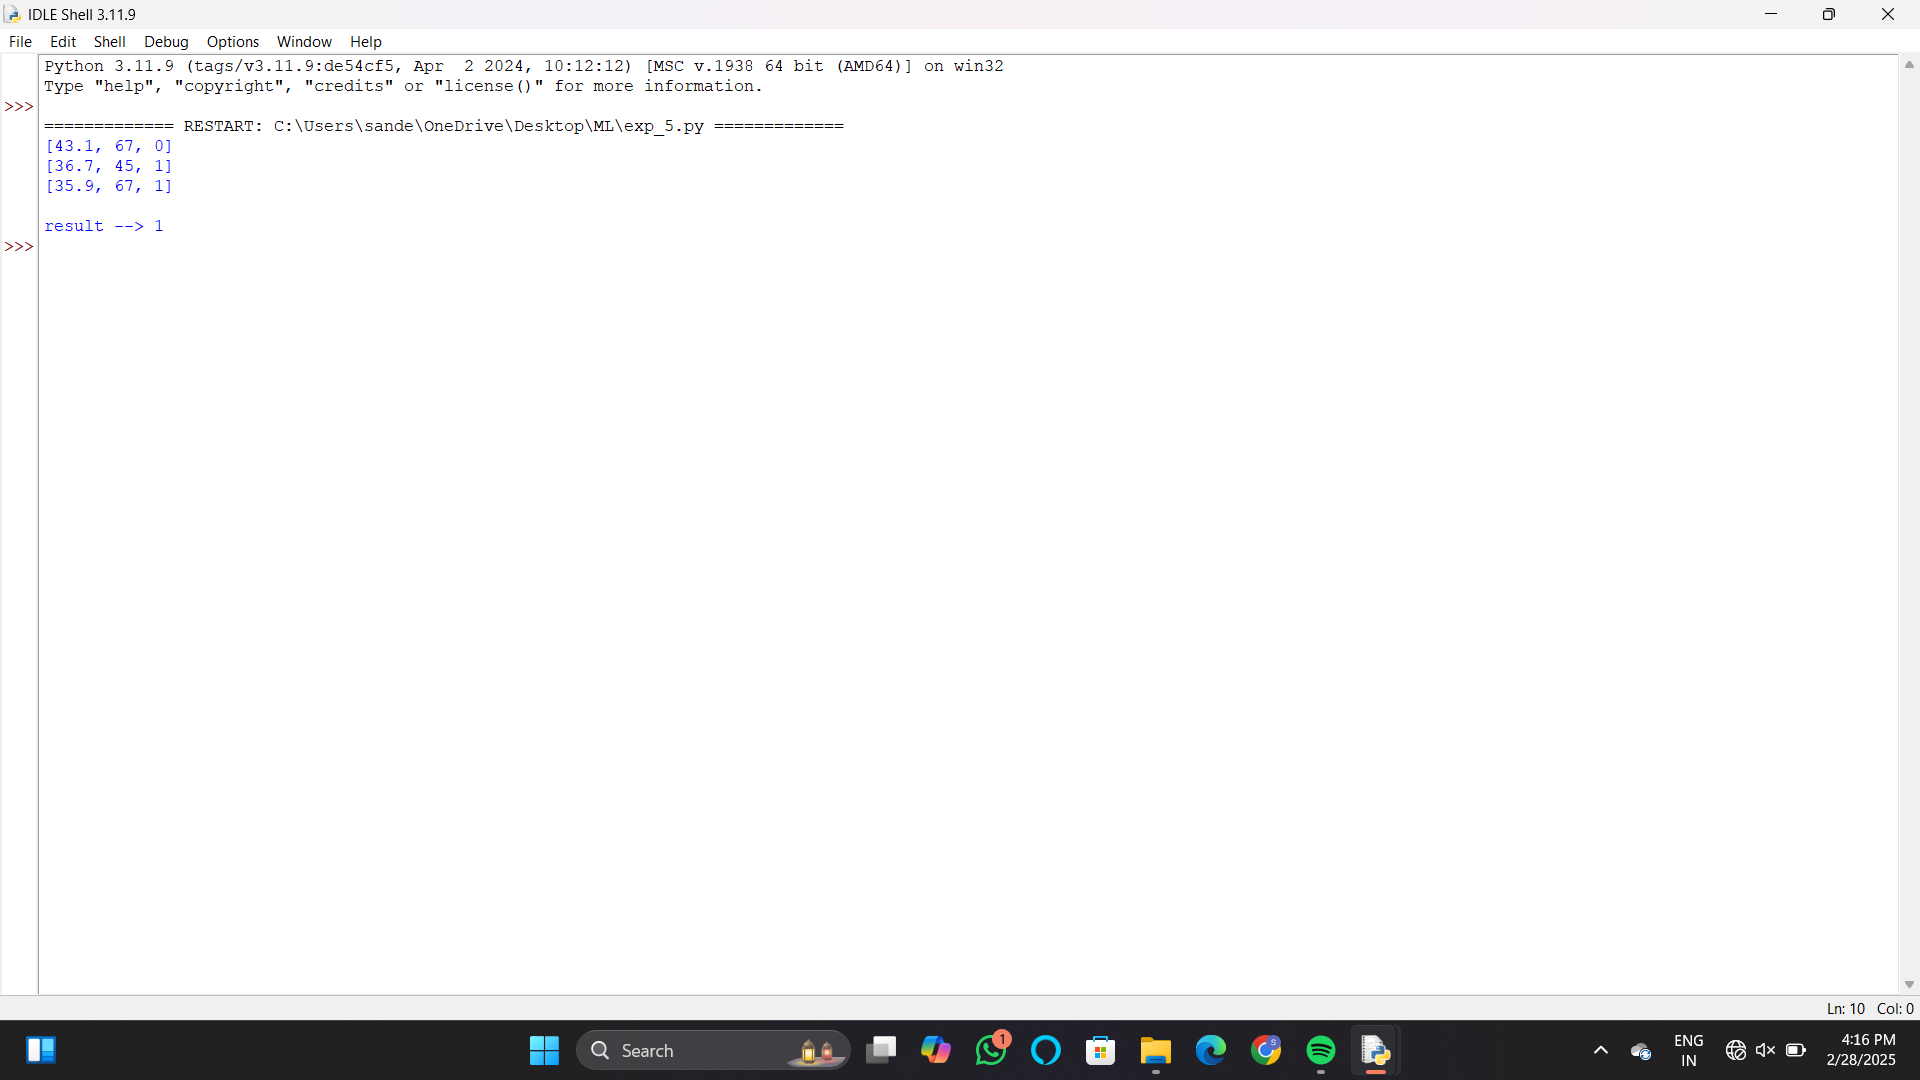 IDLE Shell 3.11.9
File Edit Shell Debug Options Window Help
Python 3.11.9 (tags/v3.11.9:de54cf5, Apr  2 2024, 10:12:12) [MSC v.1938 64 bit (AMD64)] on win32
Type "help", "copyright", "credits" or "license()" for more information.
>>>
============= RESTART: C:\Users\sande\OneDrive\Desktop\ML\exp_5.py =============
[43.1, 67, 0]
[36.7, 45, 1]
[35.9, 67, 1]
result --> 1
>>>
Ln: 10 Col: 0
Search
1
S
ENG
IN
4:16 PM
2/28/2025